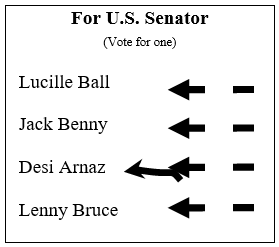 For U.S. Senator
(Vote for one)
Lucille Ball
Jack Benny
Desi Arnaz
Lenny Bruce